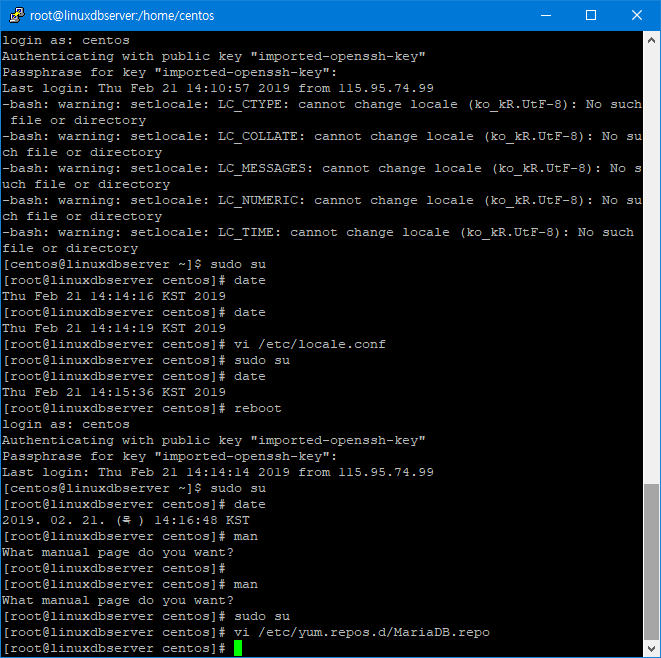 root@linuxdbserver:/home/centos
login as: centos
Authenticating with public key "imported-openssh-key"
Passphrase for key "imported-openssh-key":
Last login: Thu Feb 21 14:10:57 2019 from 115.95.74.99
-bash: warning: setlocale: LC_CTYPE: cannot change locale (ko_kR.UtF-8): No such
 file or directory
-bash: warning: setlocale: LC_COLLATE: cannot change locale (ko_kR.UtF-8): No su
ch file or directory
-bash: warning: setlocale: LC_MESSAGES: cannot change locale (ko_kR.UtF-8): No s
uch file or directory
-bash: warning: setlocale: LC_NUMERIC: cannot change locale (ko_kR.UtF-8): No su
ch file or directory
-bash: warning: setlocale: LC_TIME: cannot change locale (ko_kR.UtF-8): No such 
file or directory
[centos@linuxdbserver ~]$ sudo su
[root@linuxdbserver centos]# date
Thu Feb 21 14:14:16 KST 2019
[root@linuxdbserver centos]# date
Thu Feb 21 14:14:19 KST 2019
[root@linuxdbserver centos]# vi /etc/locale.conf
[root@linuxdbserver centos]# sudo su
[root@linuxdbserver centos]# date
Thu Feb 21 14:15:36 KST 2019
[root@linuxdbserver centos]# reboot
login as: centos
Authenticating with public key "imported-openssh-key"
Passphrase for key "imported-openssh-key":
Last login: Thu Feb 21 14:14:14 2019 from 115.95.74.99
[centos@linuxdbserver ~]$ sudo su
[root@linuxdbserver centos]# date
2019. 02. 21. (목 ) 14:16:48 KST
[root@linuxdbserver centos]# man
What manual page do you want?
[root@linuxdbserver centos]#
[root@linuxdbserver centos]# man
What manual page do you want?
[root@linuxdbserver centos]# sudo su
[root@linuxdbserver centos]# vi /etc/yum.repos.d/MariaDB.repo
[root@linuxdbserver centos]#